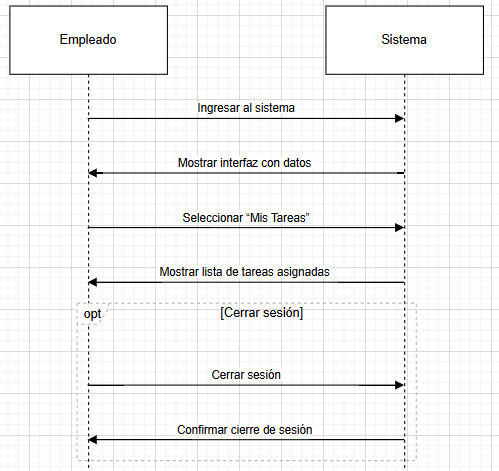 Empleado
Sistema
Ingresar al sistema
Mostrar interfaz con datos
Seleccionar “Mis Tareas”
Mostrar lista de tareas asignadas
opt
[Cerrar sesión]
Cerrar sesión
Confirmar cierre de sesión